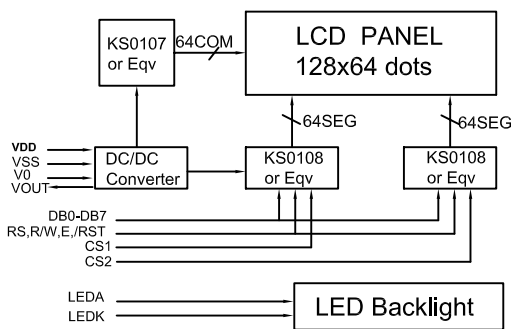 KS0107
or Eqv
64COM
LCD PANEL
128x64 dots
64SEG
64SEG
VDD
VSS
V0
VOUT
DC/DC
Converter
KS0108
or Eqv
KS0108
or Eqv
DB0-DB7
RS,R/W,E,/RST
CS1
CS2
LEDA
LEDK
LED Backlight